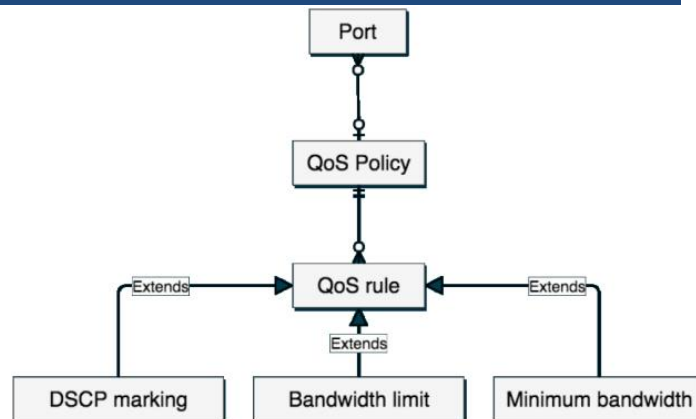 Port
QoS Policy
Extends
QoS rule
Extends
Extends
DSCP marking
Bandwidth limit
Minimum bandwidth